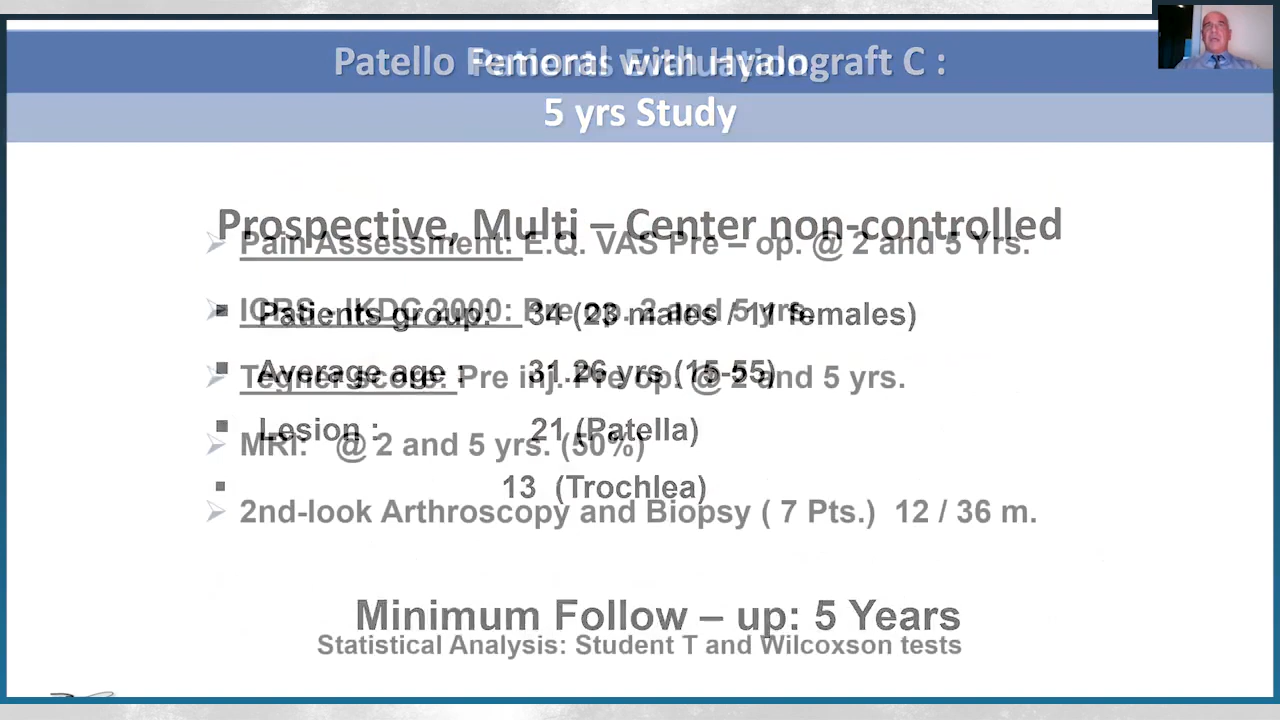 Patello Femoral with Hyalograft C :
Patients Evaluation
5 yrs Study
Prospective, Multi – Center non-controlled
Pain Assessment: E.Q. VAS Pre – op. @ 2 and 5 Yrs.
ICRS - IKDC 2000: Pre op. 2 and 5 yrs.
Patients group: 34 (23 males / 11 females)
Average age : 31.26 yrs (15-55)
Tegner score: Pre inj. Pre op. @ 2 and 5 yrs.
Lesion : 21 (Patella)
MRI: @ 2 and 5 yrs. (50%)
13 (Trochlea)
2nd-look Arthroscopy and Biopsy ( 7 Pts.) 12 / 36 m.
Minimum Follow – up: 5 Years
Statistical Analysis: Student T and Wilcoxson tests